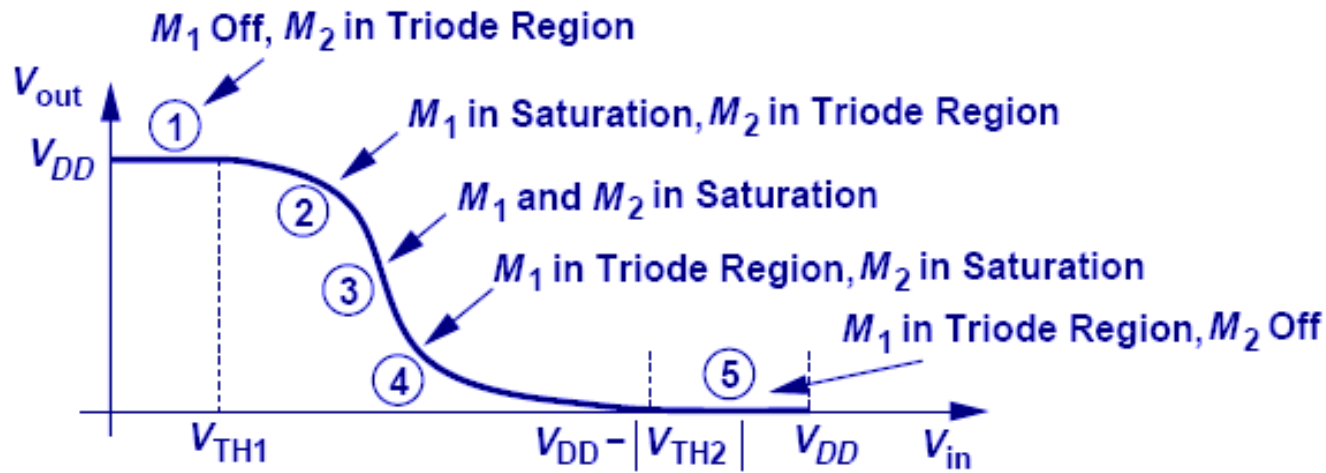 M1 Off, M2 in Triode Region
Vout
1
M1 in Saturation, M2 in Triode Region
VDD
2
M1 and M2 in Saturation
3
M1 in Triode Region, M2 in Saturation
M1 in Triode Region, M2 Off
4
5
VTH1
VDD – |VTH2|
VDD
Vin